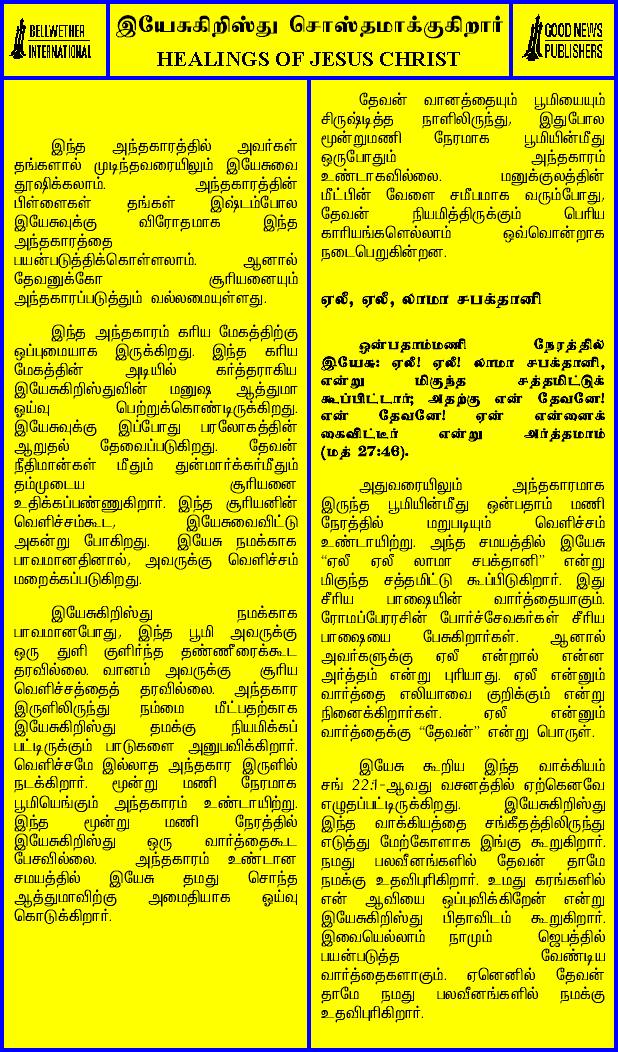 BELLWETHER
INTERNATIONAL
இயேசுகிறிஸ்து சொஸ்தமாக்குகிறார்
HEALINGS OF JESUS CHRIST
GOOD NEWS
PUBLISHERS
இந்த அந்தகாரத்தில் அவர்கள்
தங்களால் முடிந்தவரையிலும் இயேசுவை
தூஷிக்கலாம். அந்தகாரத்தின்
பிள்ளைகள் தங்கள் இஷ்டம்போல
இயேசுவுக்கு விரோதமாக இந்த
அந்தகாரத்தை
பயன்படுத்திக்கொள்ளலாம். ஆனால்
தேவனுக்கோ சூரியனையும்
அந்தகாரப்படுத்தும் வல்லமையுள்ளது.
இந்த அந்தகாரம் கரிய மேகத்திற்கு
ஒப்புமையாக இருக்கிறது. இந்த கரிய
மேகத்தின் அடியில் கர்த்தராகிய
இயேசுகிறிஸ்துவின் மனுஷ ஆத்துமா
ஓய்வு பெற்றுக்கொண்டிருக்கிறது.
இயேசுவுக்கு இப்போது பரலோகத்தின்
ஆறுதல் தேவைப்படுகிறது. தேவன்
நீதிமான்கள் மீதும் துன்மார்க்கர்மீதும்
தம்முடைய சூரியனை
உதிக்கப்பண்ணுகிறார். இந்த சூரியனின்
வெளிச்சம்கூட, இயேசுவைவிட்டு
அகன்று போகிறது. இயேசு நமக்காக
பாவமானதினால், அவருக்கு வெளிச்சம்
மறைக்கப்படுகிறது.
இயேசுகிறிஸ்து நமக்காக
பாவமானபோது, இந்த பூமி அவருக்கு
ஒரு துளி குளிர்ந்த தண்ணீரைக்கூட
தரவில்லை. வானம் அவருக்கு சூரிய
வெளிச்சத்தைத் தரவில்லை. அந்தகார
இருளிலிருந்து நம்மை மீட்பதற்காக
இயேசுகிறிஸ்து தமக்கு நியமிக்கப்
பட்டிருக்கும் பாடுகளை அனுபவிக்கிறார்.
வெளிச்சமே இல்லாத அந்தகார இருளில்
நடக்கிறார். மூன்று மணி நேரமாக
பூமியெங்கும் அந்தகாரம் உண்டாயிற்று.
இந்த மூன்று மணி நேரத்தில்
இயேசுகிறிஸ்து ஒரு வார்த்தைகூட
பேசவில்லை. அந்தகாரம் உண்டான
சமயத்தில் இயேசு தமது சொந்த
ஆத்துமாவிற்கு அமைதியாக ஓய்வு
கொடுக்கிறார்.
தேவன் வானத்தையும் பூமியையும்
சிருஷ்டித்த நாளிலிருந்து, இதுபோல
மூன்றுமணி நேரமாக பூமியின்மீது
ஒருபோதும் அந்தகாரம்
உண்டாகவில்லை. மனுக்குலத்தின்
மீட்பின் வேளை சமீபமாக வரும்போது,
தேவன் நியமித்திருக்கும் பெரிய
காரியங்களெல்லாம் ஒவ்வொன்றாக
நடைபெறுகின்றன.
ஏலீ, ஏலீ, லாமா சபக்தானி
ஒன்பதாம்மணி நேரத்தில்
இயேசு: ஏலீ! ஏலீ! லாமா சபக்தானி,
என்று மிகுந்த சத்தமிட்டுக்
கூப்பிட்டார்; அதற்கு என் தேவனே!
என் தேவனே! ஏன் என்னைக்
கைவிட்டீர் என்று அர்த்தமாம்
(மத் 27:46).
அதுவரையிலும் அந்தகாரமாக
இருந்த பூமியின்மீது ஒன்பதாம் மணி
நேரத்தில் மறுபடியும் வெளிச்சம்
உண்டாயிற்று. அந்த சமயத்தில் இயேசு
“ஏலீ ஏலீ லாமா சபக்தானி” என்று
மிகுந்த சத்தமிட்டு கூப்பிடுகிறார். இது
சீரிய பாஷையின் வார்த்தையாகும்.
ரோமப்பேரரசின் போர்ச்சேவகர்கள் சீரிய
பாஷையை பேசுகிறார்கள். ஆனால்
அவர்களுக்கு ஏலீ என்றால் என்ன
அர்த்தம் என்று புரியாது. ஏலீ என்னும்
வார்த்தை எலியாவை குறிக்கும் என்று
நினைக்கிறார்கள். ஏலீ என்னும்
வார்த்தைக்கு “தேவன்” என்று பொருள்.
இயேசு கூறிய இந்த வாக்கியம்
சங் 22:1-ஆவது வசனத்தில் ஏற்கெனவே
எழுதப்பட்டிருக்கிறது. இயேசுகிறிஸ்து
இந்த வாக்கியத்தை சங்கீதத்திலிருந்து
எடுத்து மேற்கோளாக இங்கு கூறுகிறார்.
நமது பலவீனங்களில் தேவன் தாமே
நமக்கு உதவிபுரிகிறார். உமது கரங்களில்
என் ஆவியை ஒப்புவிக்கிறேன் என்று
இயேசுகிறிஸ்து பிதாவிடம் கூறுகிறார்.
இவையெல்லாம் நாமும் ஜெபத்தில்
பயன்படுத்த வேண்டிய
வார்த்தைகளாகும். ஏனெனில் தேவன்
தாமே நமது பலவீனங்களில் நமக்கு
உதவிபுரிகிறார்.